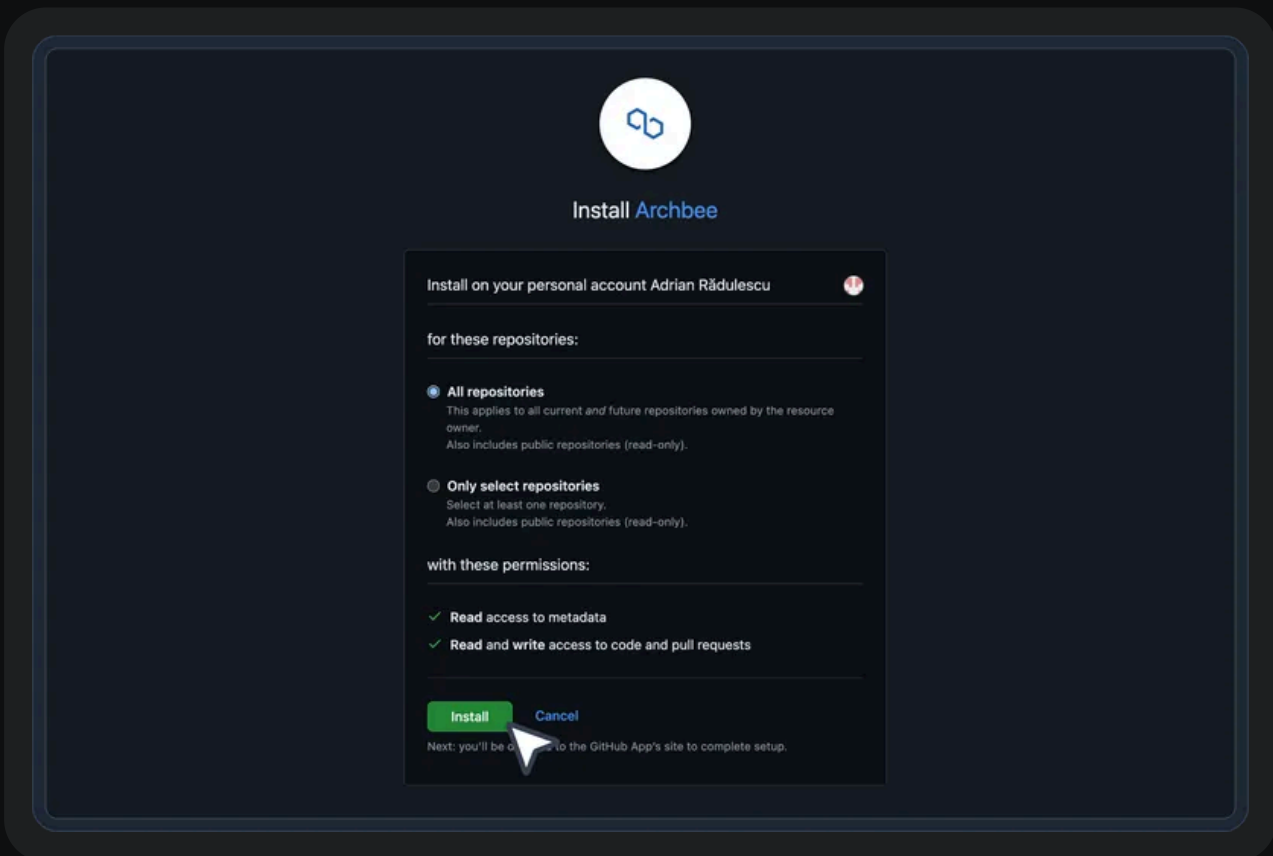 Install Archbee
Install on your personal account Adrian Rădulescu
for these repositories:
All repositories
This applies to all current and future repositories owned by the resource
owner.
Also includes public repositories (read-only).
Only select repositories
Select at least one repository.
Also includes public repositories (read-only).
with these permissions:
Read access to metadata
Read and write access to code and pull requests
Install Cancel
Next: you'll be to the GitHub App's site to complete setup.